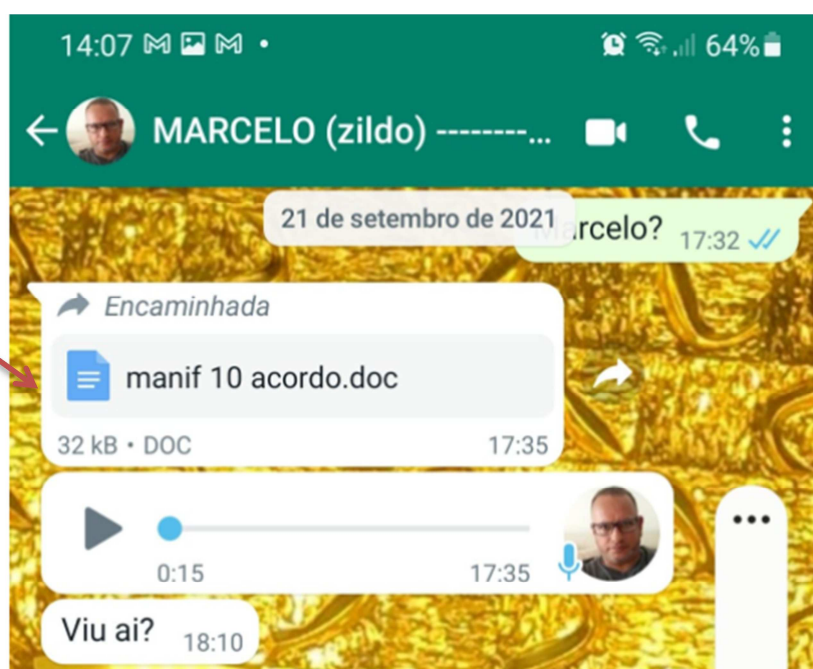 14:07
64%
MARCELO (zildo) --------...
21 de setembro de 2021
rcelo? 17:32
Encaminhada
manif 10 acordo.doc
32 kB • DOC 17:35
0:15 17:35
Viu ai? 18:10